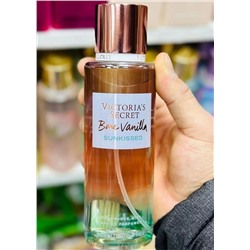 VICTORIA'S
SECRET
Bare Vanilla
SUNKISSED